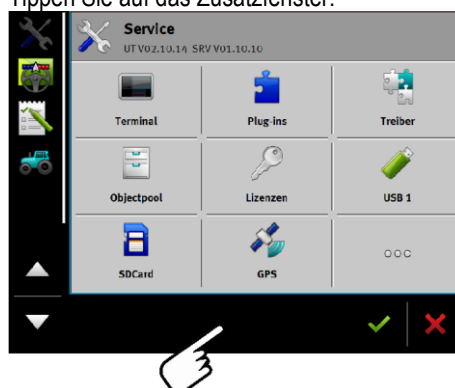 Tippen Sie auf das Zusatzfenster.
Service
UT V02.10.14 SRV V01.10.10
Terminal
Plug-ins
Treiber
Objectpool
Lizenzen
USB 1
SDCard
GPS